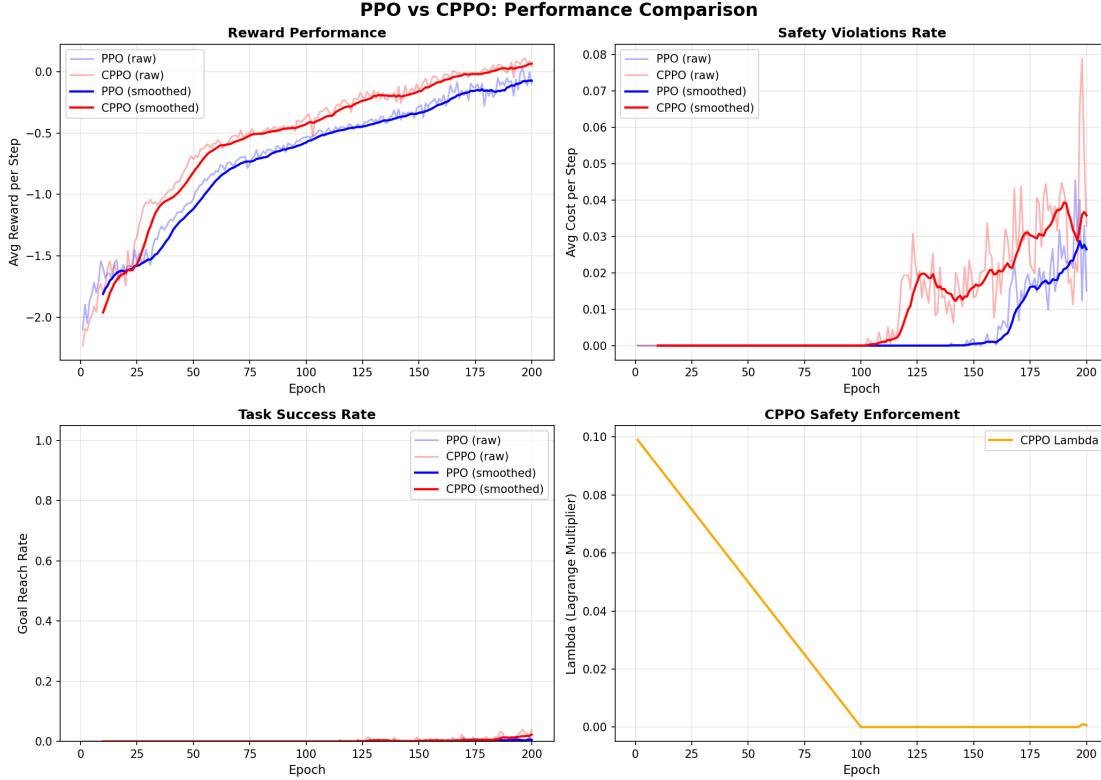 PPO vs CPPO: Performance Comparison
Reward Performance
PPO (raw)
CPPO (raw)
PPO (smoothed)
CPPO (smoothed)
Avg Reward per Step
0.0
−0.5
−1.0
−1.5
−2.0
0 25 50 75 100 125 150 175 200
Epoch
Safety Violations Rate
PPO (raw)
CPPO (raw)
PPO (smoothed)
CPPO (smoothed)
Avg Cost per Step
0.08
0.07
0.06
0.05
0.04
0.03
0.02
0.01
0.00
0 25 50 75 100 125 150 175 200
Epoch
Task Success Rate
PPO (raw)
CPPO (raw)
PPO (smoothed)
CPPO (smoothed)
Goal Reach Rate
1.0
0.8
0.6
0.4
0.2
0.0
0 25 50 75 100 125 150 175 200
Epoch
CPPO Safety Enforcement
CPPO Lambda
Lambda (Lagrange Multiplier)
0.10
0.08
0.06
0.04
0.02
0.00
0 25 50 75 100 125 150 175 200
Epoch